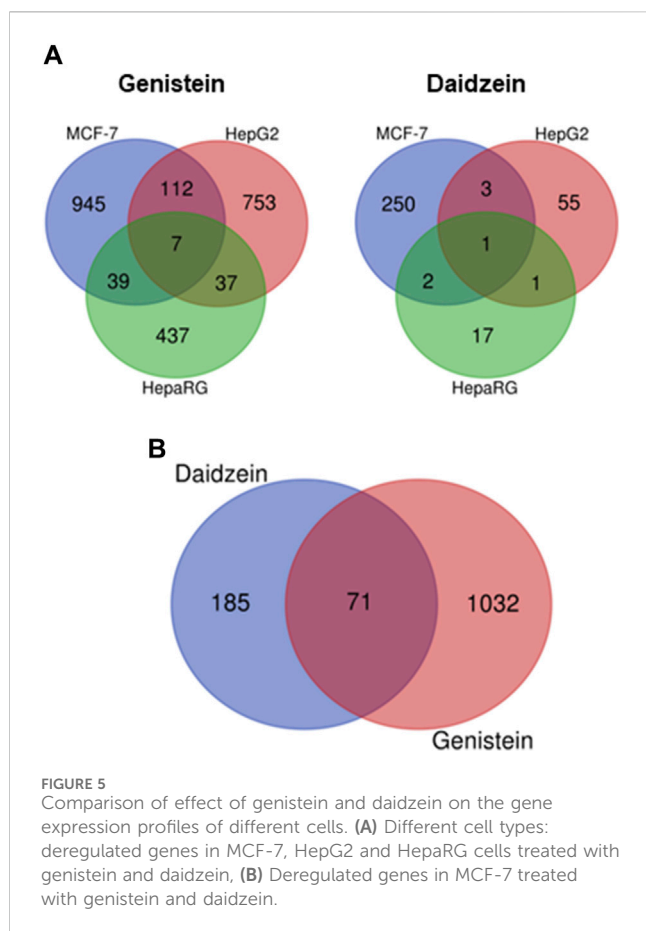 A
Genistein
Daidzein
MCF-7
HepG2
945
112
753
7
39
37
437
HepaRG
MCF-7
HepG2
250
3
55
1
2
1
17
HepaRG
B
Daidzein
185
71
1032
Genistein
FIGURE 5
Comparison of effect of genistein and daidzein on the gene
expression profiles of different cells. (A) Different cell types:
deregulated genes in MCF-7, HepG2 and HepaRG cells treated with
genistein and daidzein, (B) Deregulated genes in MCF-7 treated
with genistein and daidzein.